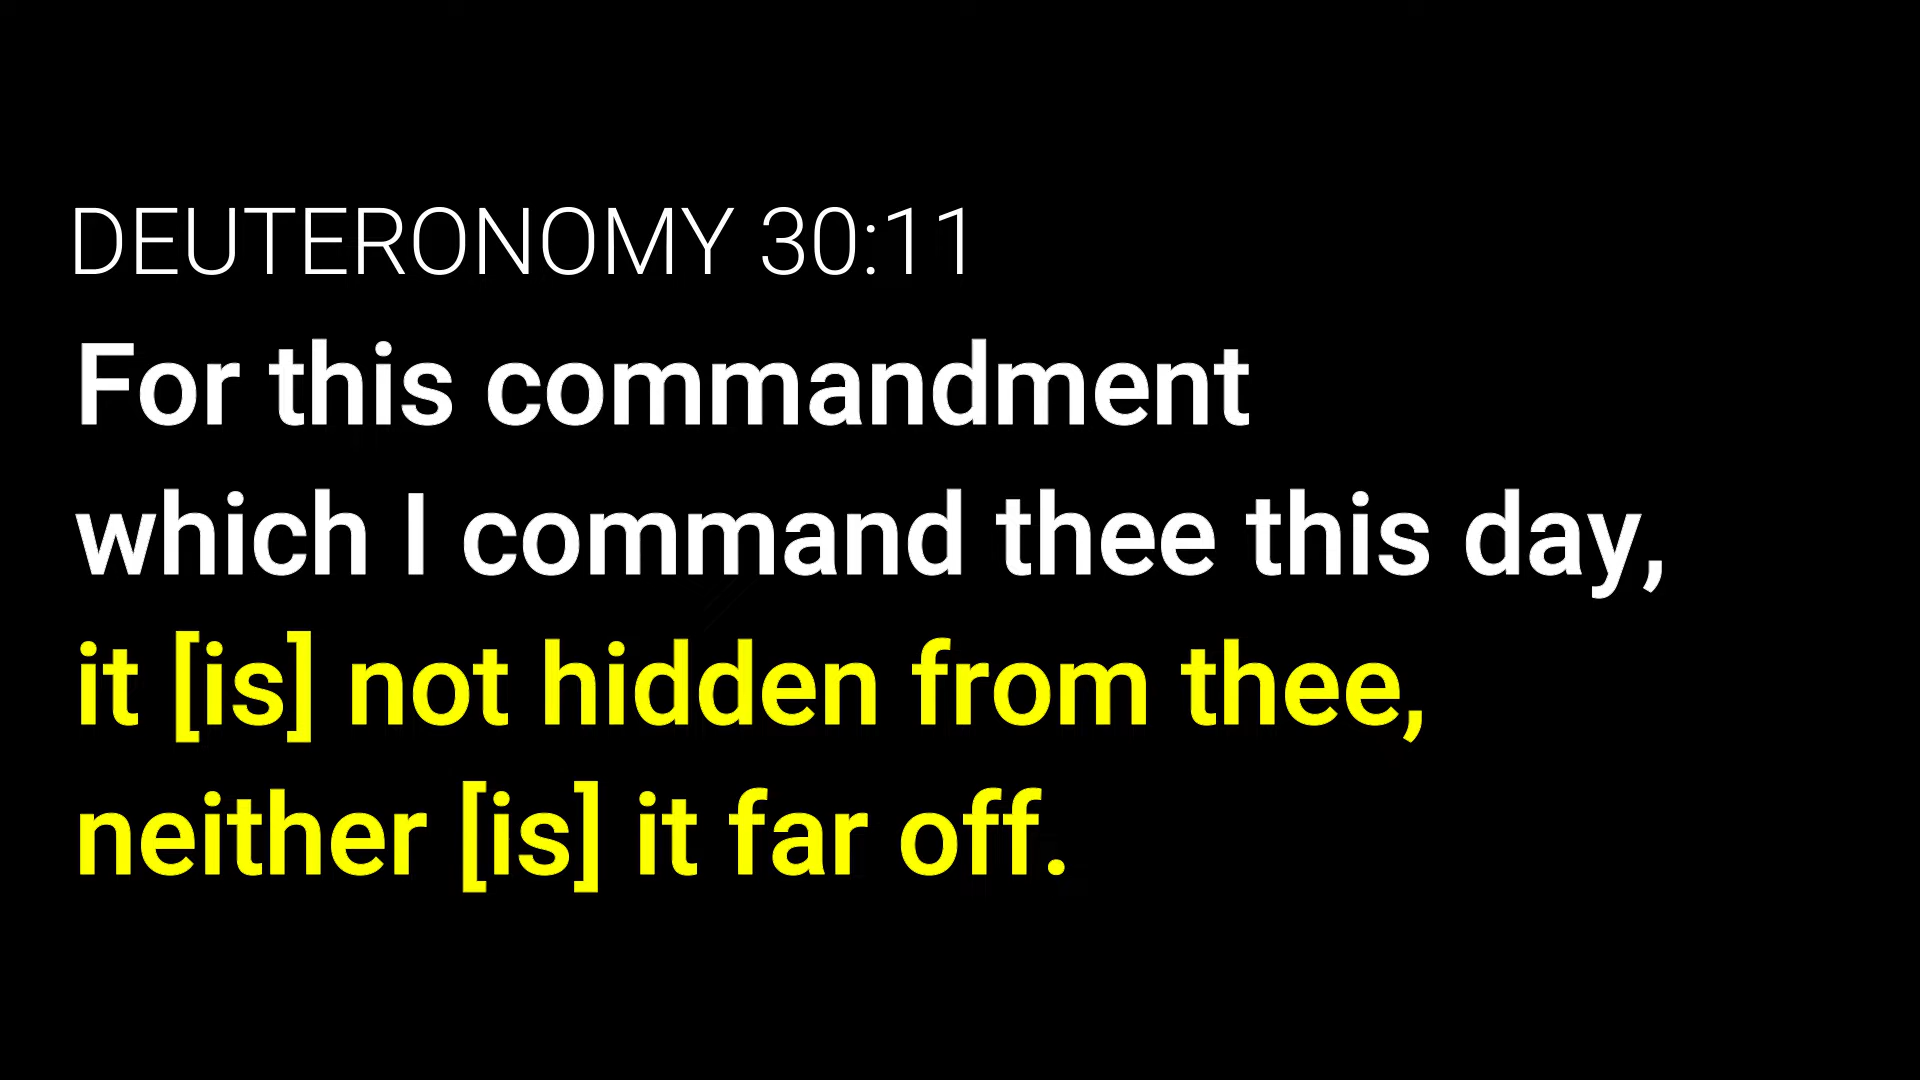 DEUTERONOMY 30:11
For this commandment
which I command thee this day,
it [is] not hidden from thee,
neither [is] it far off.